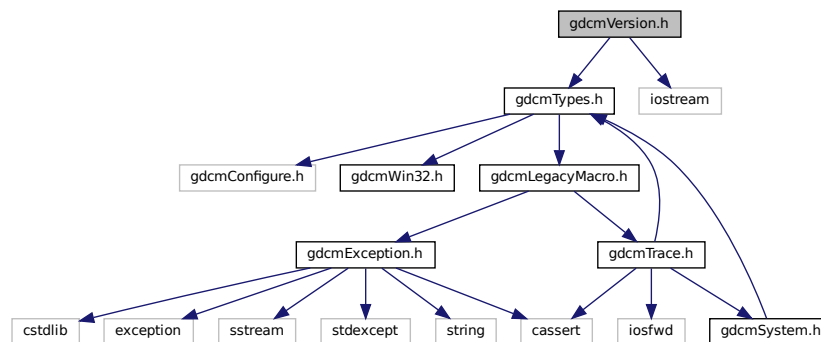 gdcmVersion.h
gdcmTypes.h
iostream
gdcmConfigure.h
gdcmWin32.h
gdcmLegacyMacro.h
gdcmException.h
gdcmTrace.h
cstdlib
exception
sstream
stdexcept
string
cassert
iosfwd
gdcmSystem.h